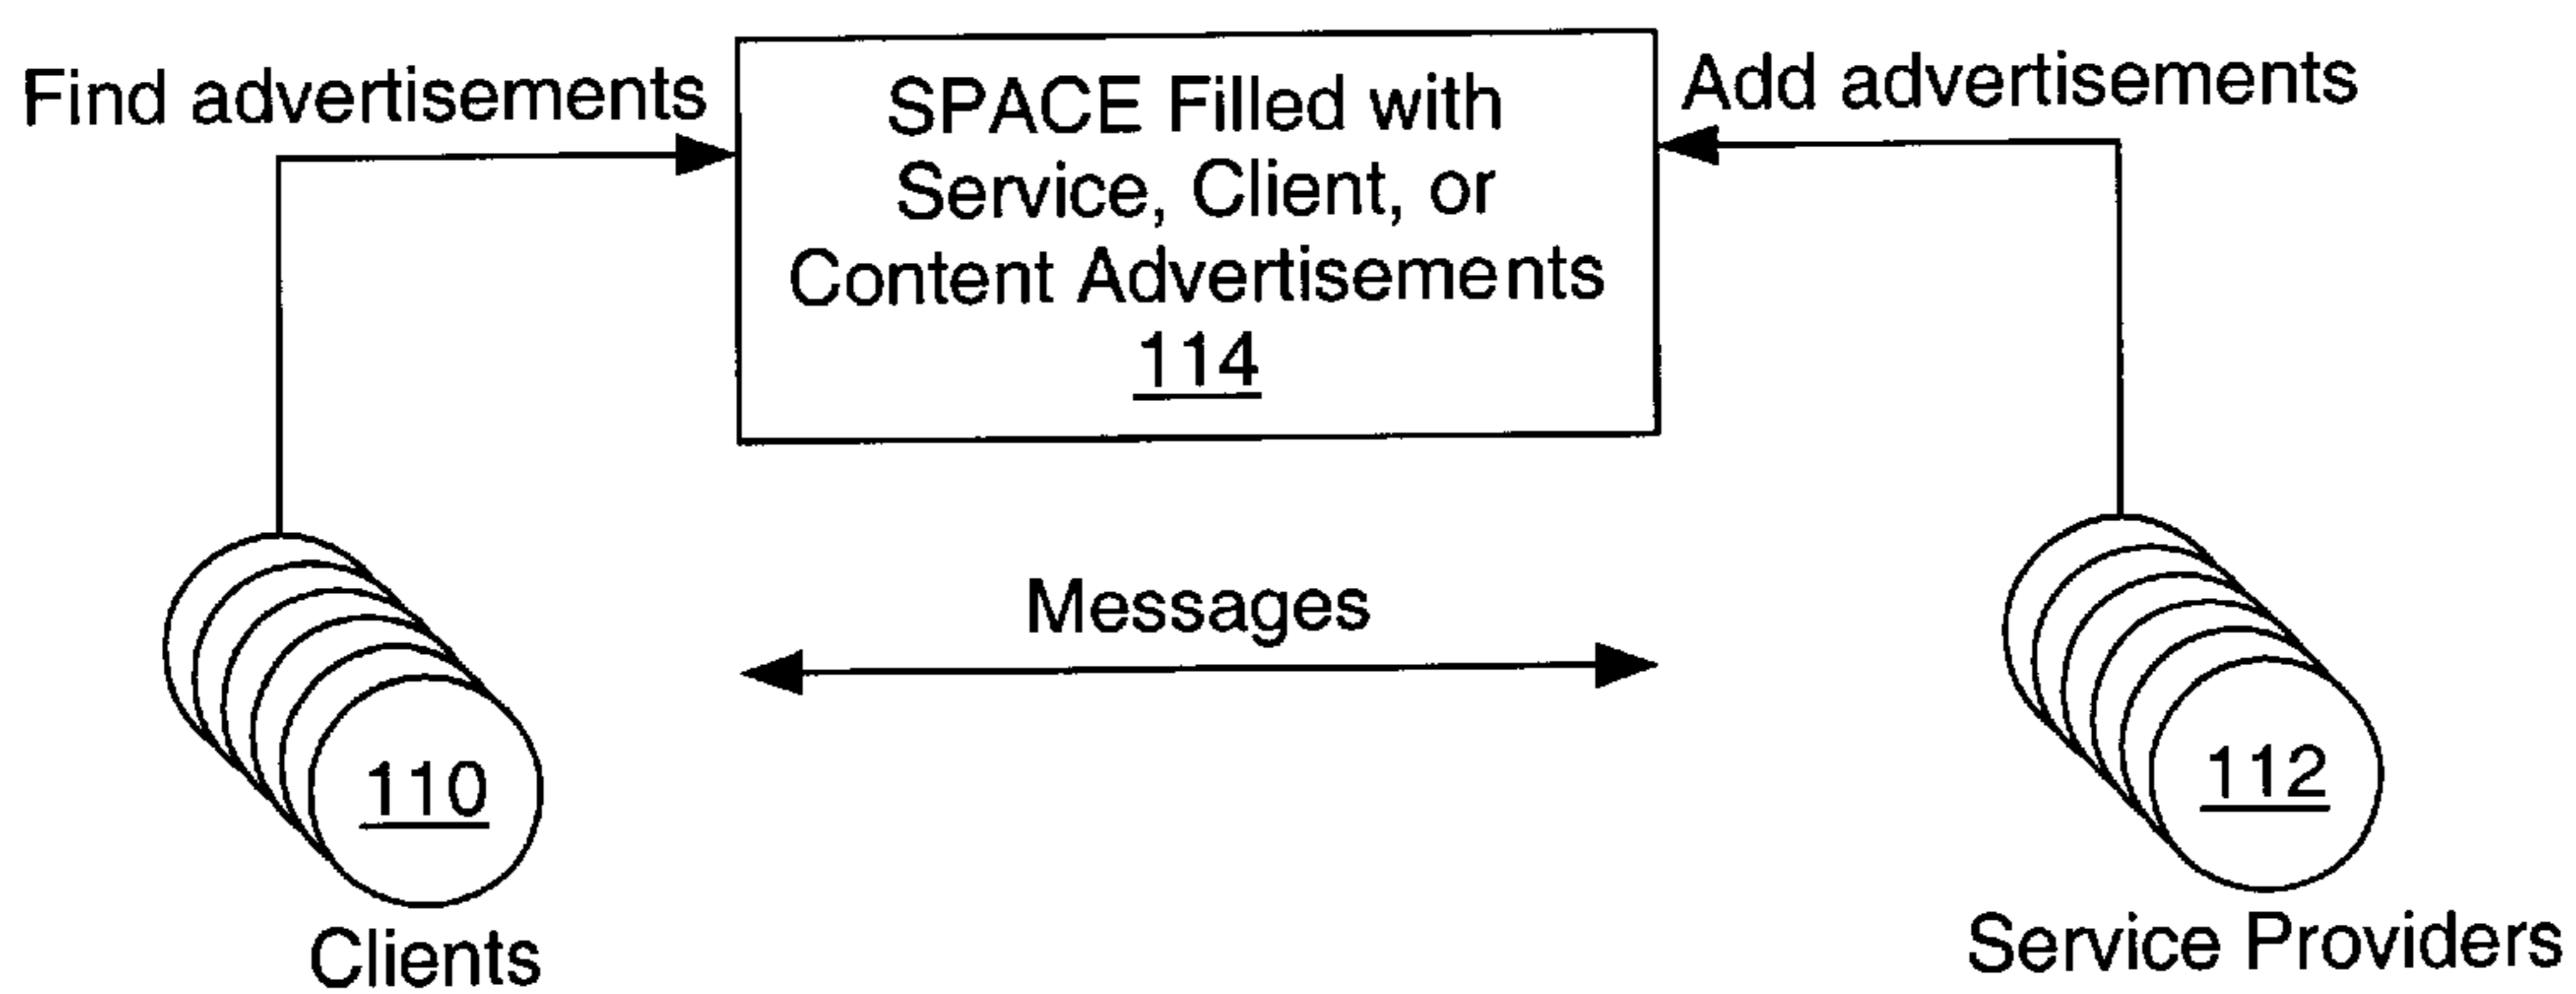 Find advertisements
SPACE Filled with
Service, Client, or
Content Advertisements
114
Add advertisements
Messages
110
Clients
112
Service Providers